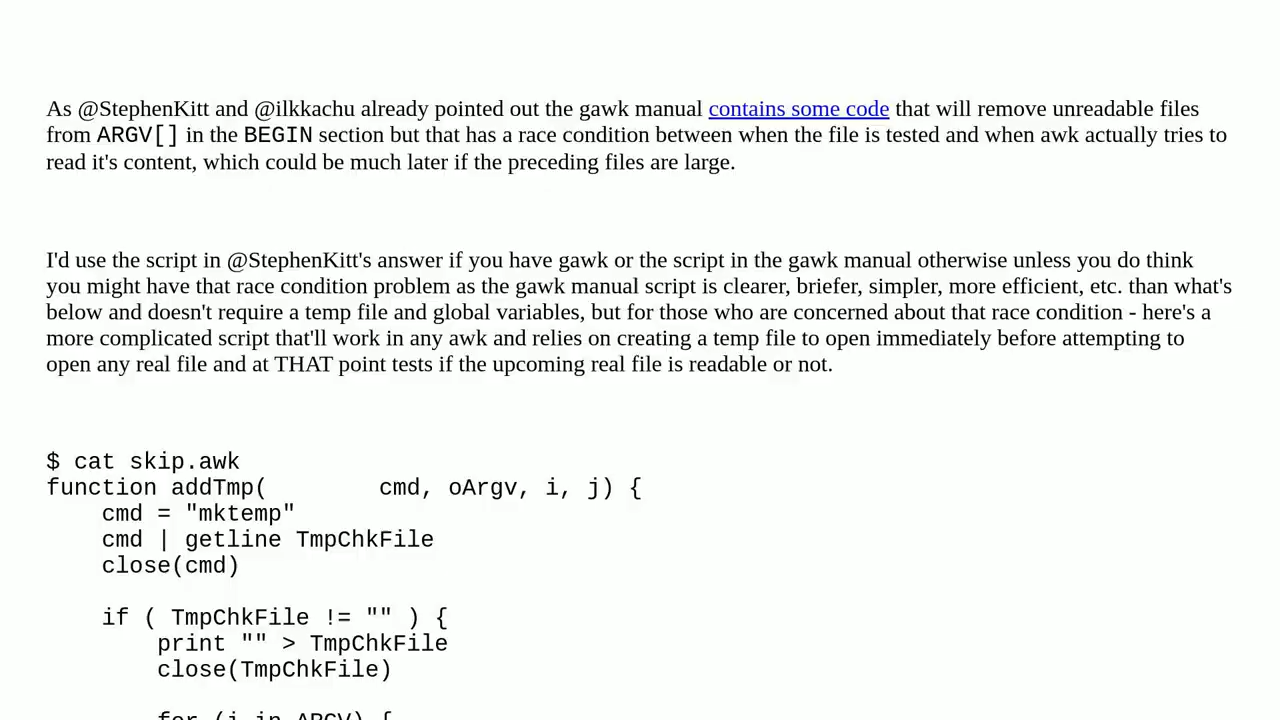 As @StephenKitt and @ilkkachu already pointed out the gawk manual contains some code that will remove unreadable files
from ARGV[] in the BEGIN section but that has a race condition between when the file is tested and when awk actually tries to
read it's content, which could be much later if the preceding files are large.
I'd use the script in @StephenKitt's answer if you have gawk or the script in the gawk manual otherwise unless you do think
you might have that race condition problem as the gawk manual script is clearer, briefer, simpler, more efficient, etc. than what's
below and doesn't require a temp file and global variables, but for those who are concerned about that race condition - here's a
more complicated script that'll work in any awk and relies on creating a temp file to open immediately before attempting to
open any real file and at THAT point tests if the upcoming real file is readable or not.
$ cat skip.awk
function addTmp(        cmd, oArgv, i, j) {
    cmd = "mktemp"
    cmd | getline TmpChkFile
    close(cmd)
    if ( TmpChkFile != "" ) {
        print "" > TmpChkFile
        close(TmpChkFile)
        for (i in ARGV) {